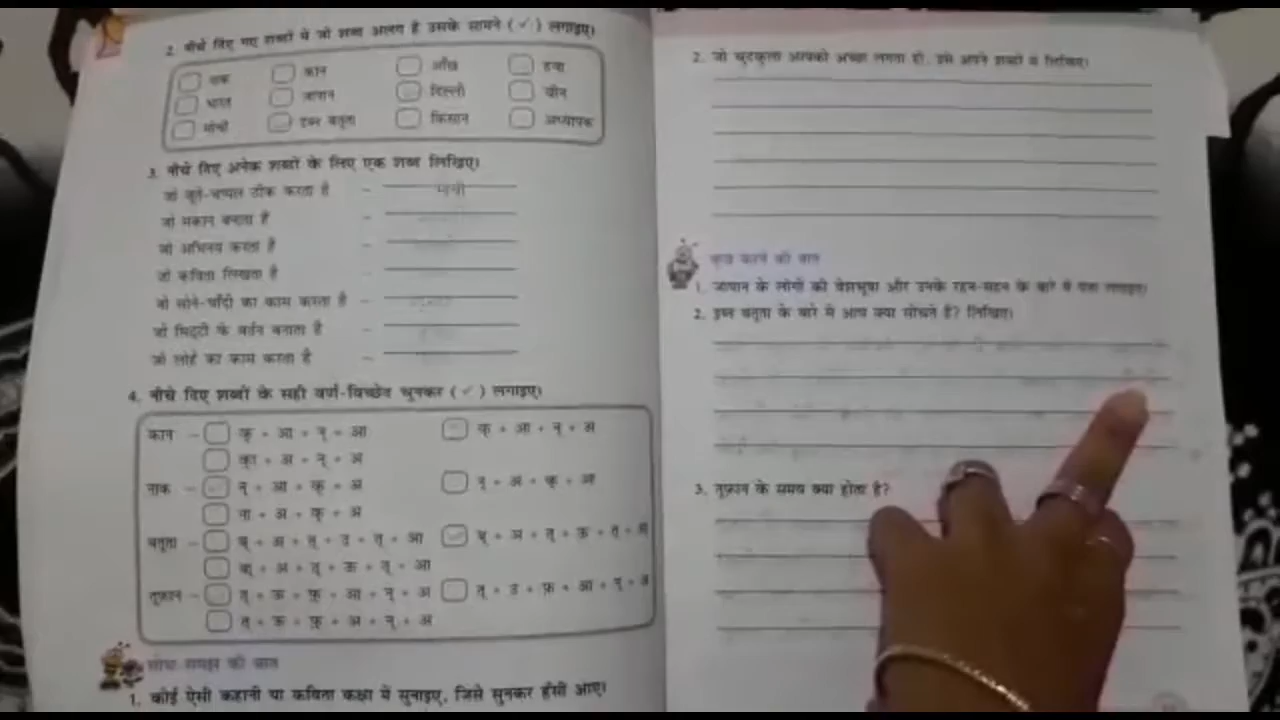 2. नीचे दिए गए शब्दों में जो शब्द अलग है उसके सामने (✓) लगाइए।
नाक कान आँख हवा
भारत जापान दिल्ली चीन
मोची इब्न बतूता किसान अध्यापक
3. नीचे दिए अनेक शब्दों के लिए एक शब्द लिखिए।
जो जूते-चप्पल ठीक करता है – मोची
जो मकान बनाता है –
जो अभिनय करता है –
जो कविता लिखता है –
जो सोने-चाँदी का काम करता है –
जो मिट्टी के बर्तन बनाता है –
जो लोहे का काम करता है –
4. नीचे दिए शब्दों के सही वर्ण-विच्छेद चुनकर (✓) लगाइए।
कान – क् + आ + न् + आ क् + आ + न् + अ
का + अ + न् + अ
नाक – न् + आ + क् + अ न् + अ + क् + आ
ना + अ + क् + अ
बतूता – ब् + अ + त् + उ + त् + आ ब् + अ + त् + ऊ + त् + आ
क् + अ + त् + ऊ + त् + आ
तूफ़ान – त् + ऊ + फ़् + आ + न् + अ त् + उ + फ़ + आ + न् + अ
त् + ऊ + फ़् + अ + न् + अ
सोच-समझ की बात
1. कोई ऐसी कहानी या कविता कक्षा में सुनाइए, जिसे सुनकर हँसी आए।
2. जो चुटकुला आपको अच्छा लगता हो, उसे अपने शब्दों में लिखिए।
कुछ करने की बात
1. जापान के लोगों की वेशभूषा और उनके रहन-सहन के बारे में पता लगाइए।
2. इब्न बतूता के बारे में आप क्या सोचते हैं? लिखिए।
3. तूफ़ान के समय क्या होता है?